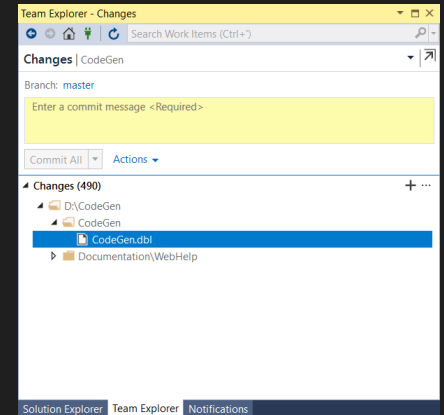 Team Explorer - Changes
Search Work Items (Ctrl+')
Changes | CodeGen
Branch: master
Enter a commit message <Required>
Commit All Actions
Changes (490)
D:\CodeGen
CodeGen
CodeGen.dbl
Documentation\WebHelp
Solution Explorer Team Explorer Notifications